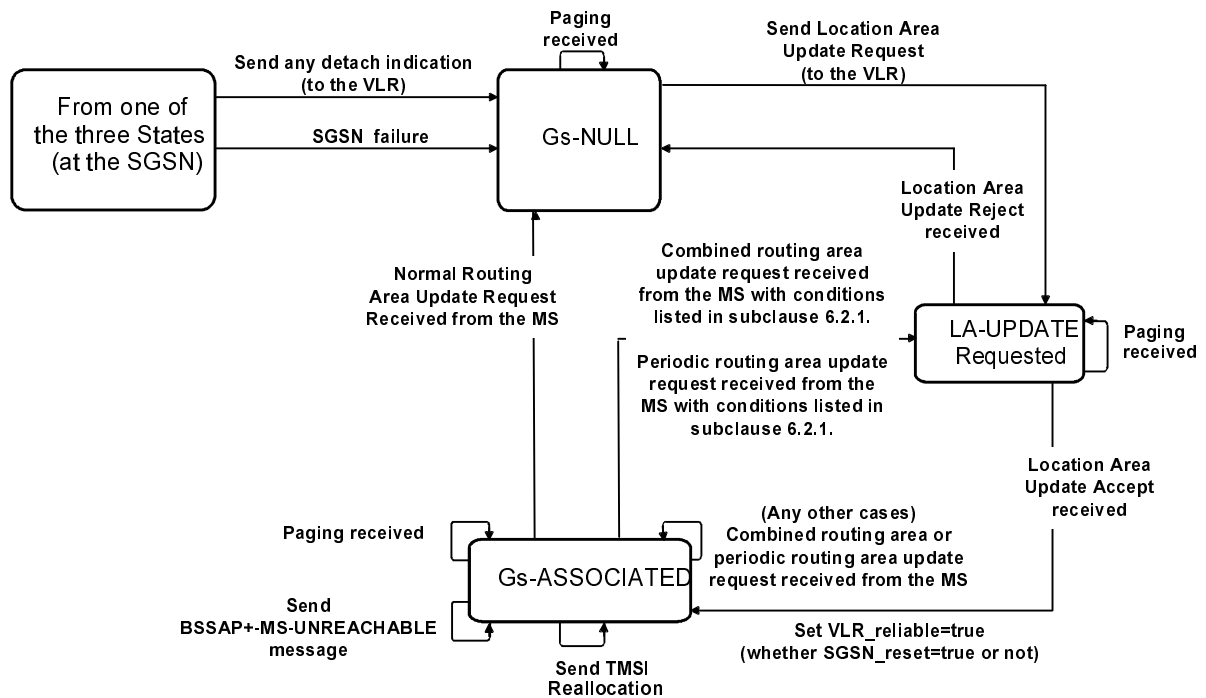 Paging
received
Send Location Area
Update Request
(to the VLR)
Send any detach indication
(to the VLR)
From one of
the three States
(at the SGSN)
SGSN failure
Gs-NULL
Location Area
Update Reject
received
Normal Routing
Area Update Request
Received from the MS
Combined routing area
update request received
from the MS with conditions
listed in subclause 6.2.1.
LA-UPDATE
Requested
Paging
received
Periodic routing area update
request received from the
MS with conditions listed in
subclause 6.2.1.
Location Area
Update Accept
received
Paging received
(Any other cases)
Combined routing area or
periodic routing area update
request received from the MS
Gs-ASSOCIATED
Send
BSSAP+-MS-UNREACHABLE
message
Set VLR_reliable=true
(whether SGSN_reset=true or not)
Send TMSI
Reallocation